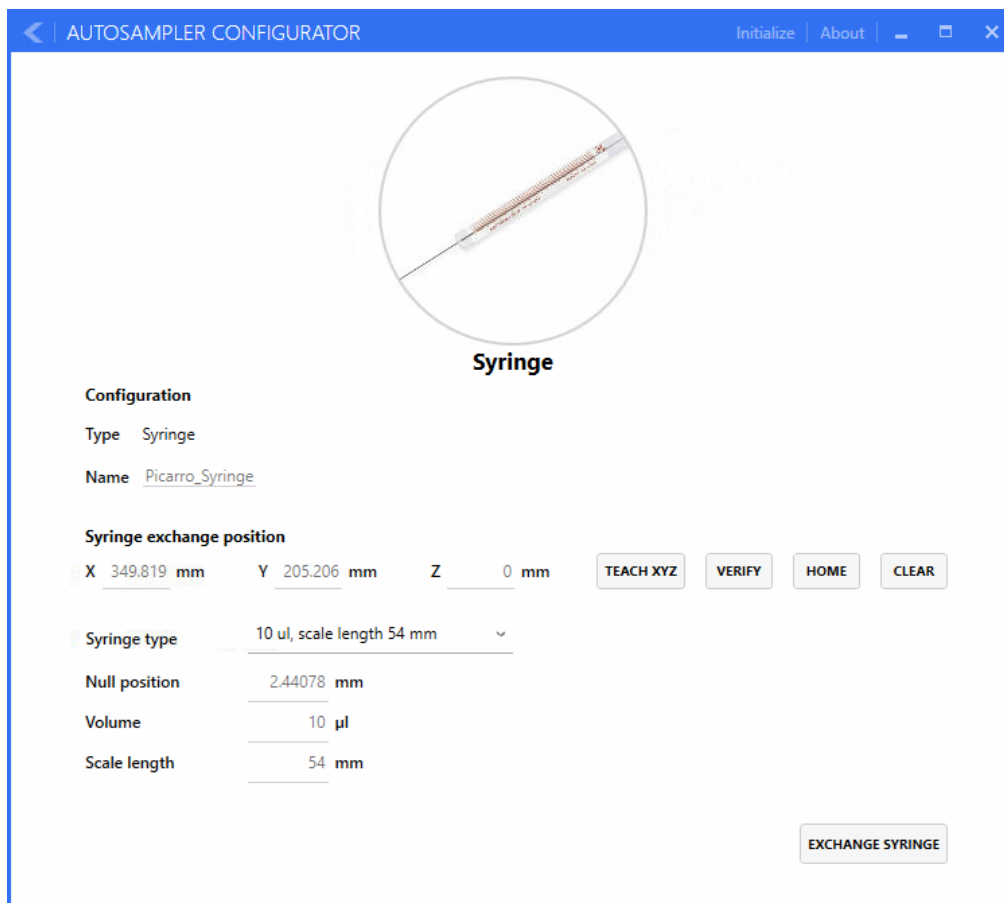 AUTOSAMPLER CONFIGURATOR Initialize About
Syringe
Configuration
Type Syringe
Name Picarro_Syringe
Syringe exchange position
X 349.819 mm Y 205.206 mm Z 0 mm TEACH XYZ VERIFY HOME CLEAR
Syringe type 10 ul, scale length 54 mm
Null position 2.44078 mm
Volume 10 µl
Scale length 54 mm
EXCHANGE SYRINGE